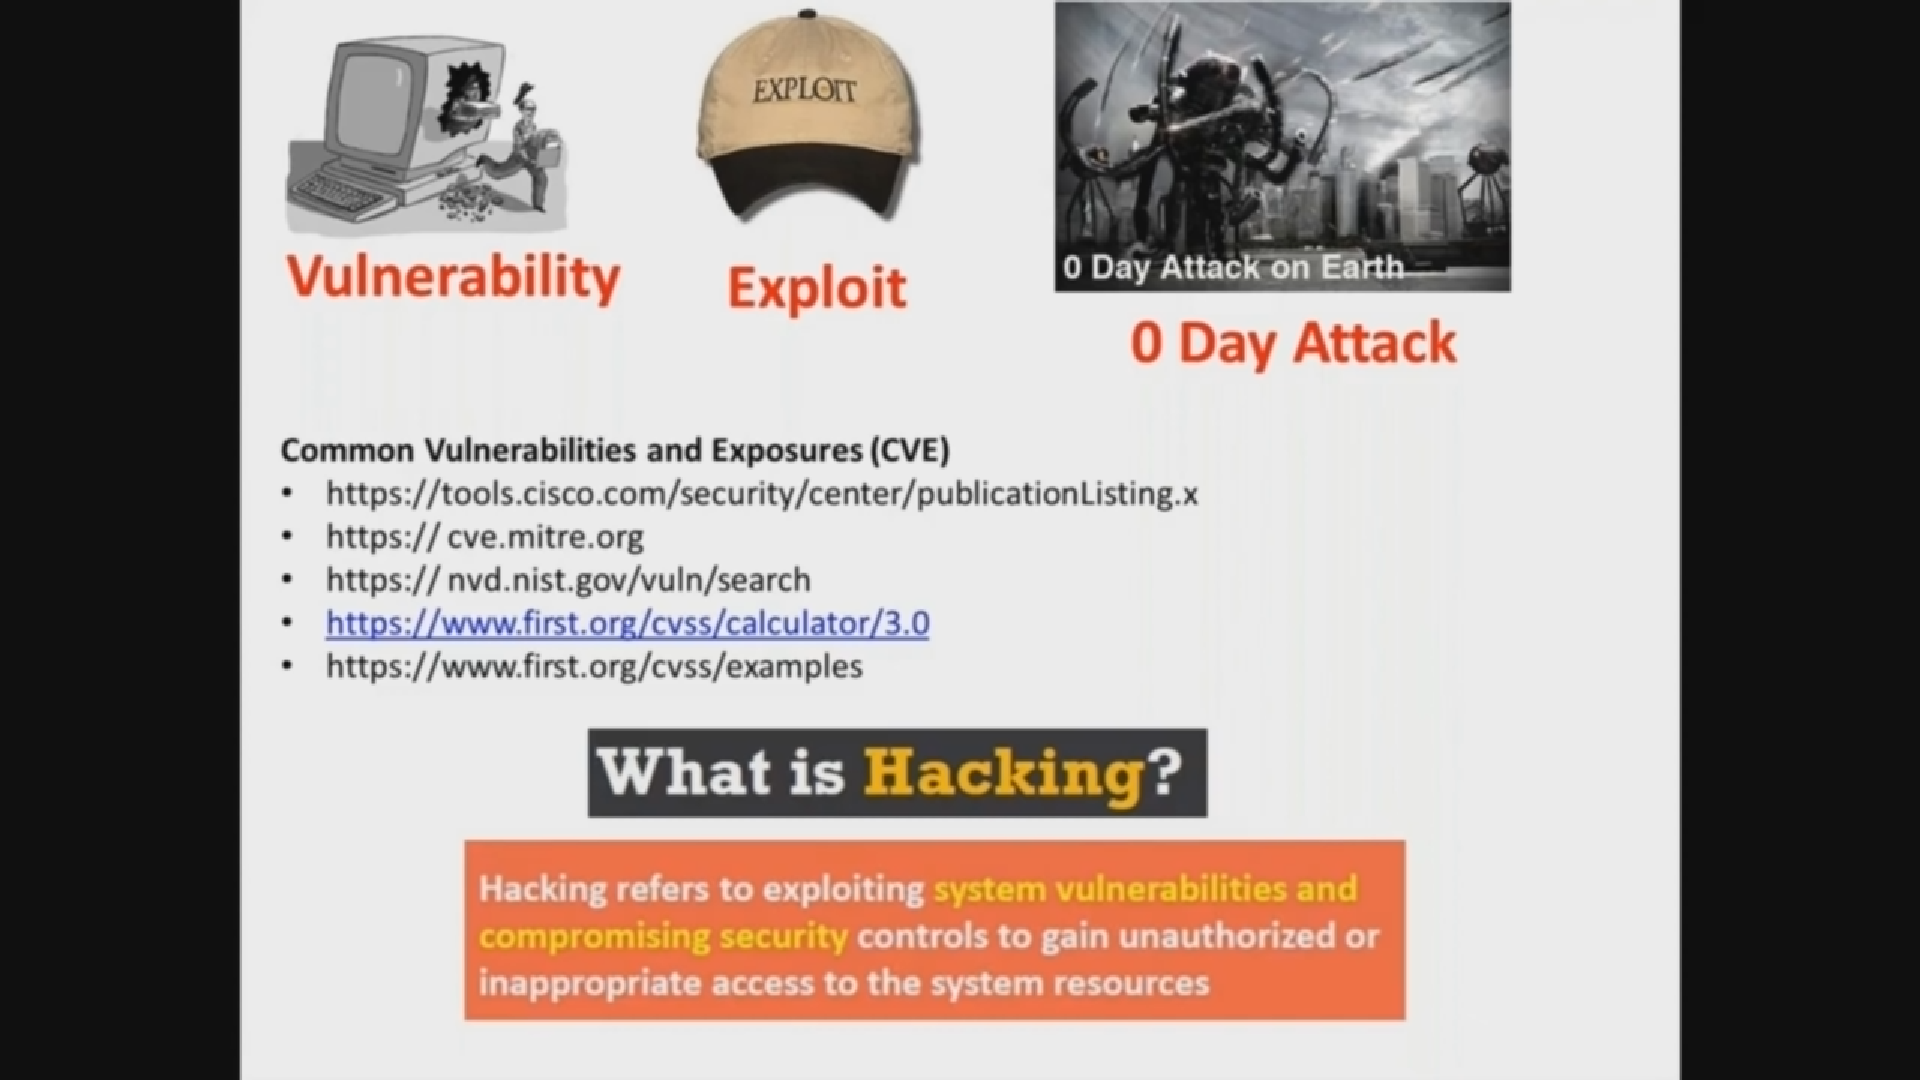 EXPLOIT
0 Day Attack on Earth
Vulnerability
Exploit
0 Day Attack
Common Vulnerabilities and Exposures (CVE)
• https://tools.cisco.com/security/center/publicationListing.x
• https:// cve.mitre.org
• https:// nvd.nist.gov/vuln/search
• https://www.first.org/cvss/calculator/3.0
• https://www.first.org/cvss/examples
What is Hacking?
Hacking refers to exploiting system vulnerabilities and
compromising security controls to gain unauthorized or
inappropriate access to the system resources